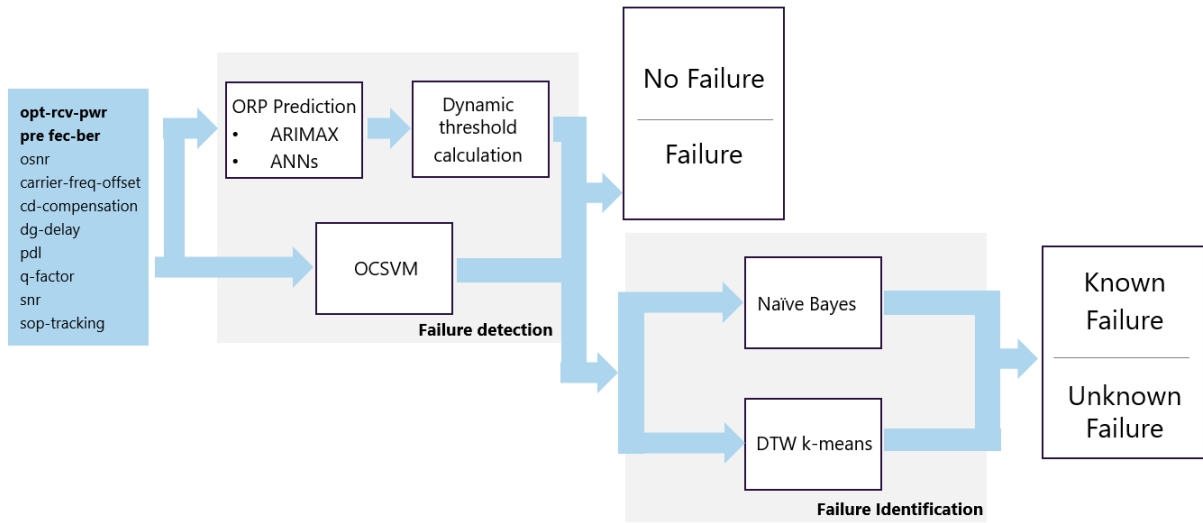 opt-rcv-pwr
pre fec-ber
osnr
carrier-freq-offset
cd-compensation
dg-delay
pdl
q-factor
snr
sop-tracking
ORP Prediction
• ARIMAX
• ANNs
Dynamic
threshold
calculation
OCSVM
Failure detection
No Failure
Failure
Naïve Bayes
DTW k-means
Failure Identification
Known
Failure
Unknown
Failure